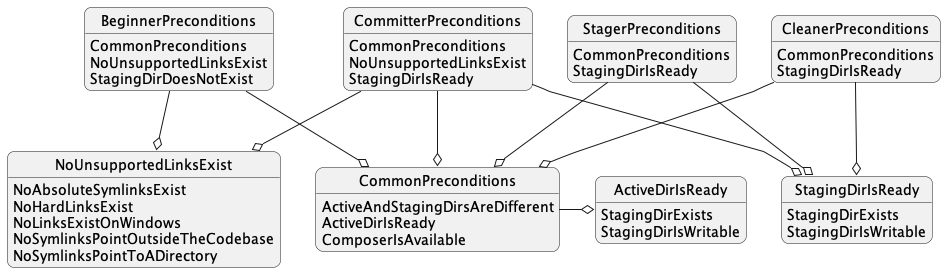 BeginnerPreconditions
CommonPreconditions
NoUnsupportedLinksExist
StagingDirDoesNotExist
CommitterPreconditions
CommonPreconditions
NoUnsupportedLinksExist
StagingDirIsReady
StagerPreconditions
CommonPreconditions
StagingDirIsReady
CleanerPreconditions
CommonPreconditions
StagingDirIsReady
NoUnsupportedLinksExist
NoAbsoluteSymlinksExist
NoHardLinksExist
NoLinksExistOnWindows
NoSymlinksPointOutsideTheCodebase
NoSymlinksPointToADirectory
CommonPreconditions
ActiveAndStagingDirsAreDifferent
ActiveDirIsReady
ComposerIsAvailable
ActiveDirIsReady
StagingDirExists
StagingDirIsWritable
StagingDirIsReady
StagingDirExists
StagingDirIsWritable